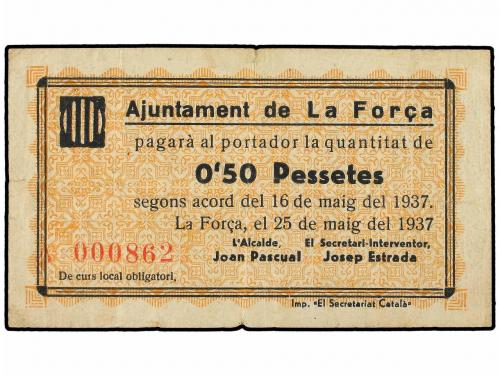 Ajuntament de La Força
pagarà al portador la quantitat de
0'50 Pessetes
segons acord del 16 de maig del 1937.
La Força, el 25 de maig del 1937
L'Alcalde, El Secretari-Interventor,
000862 Joan Pascual Josep Estrada
De curs local obligatori,
Imp. «El Secretariat Català»